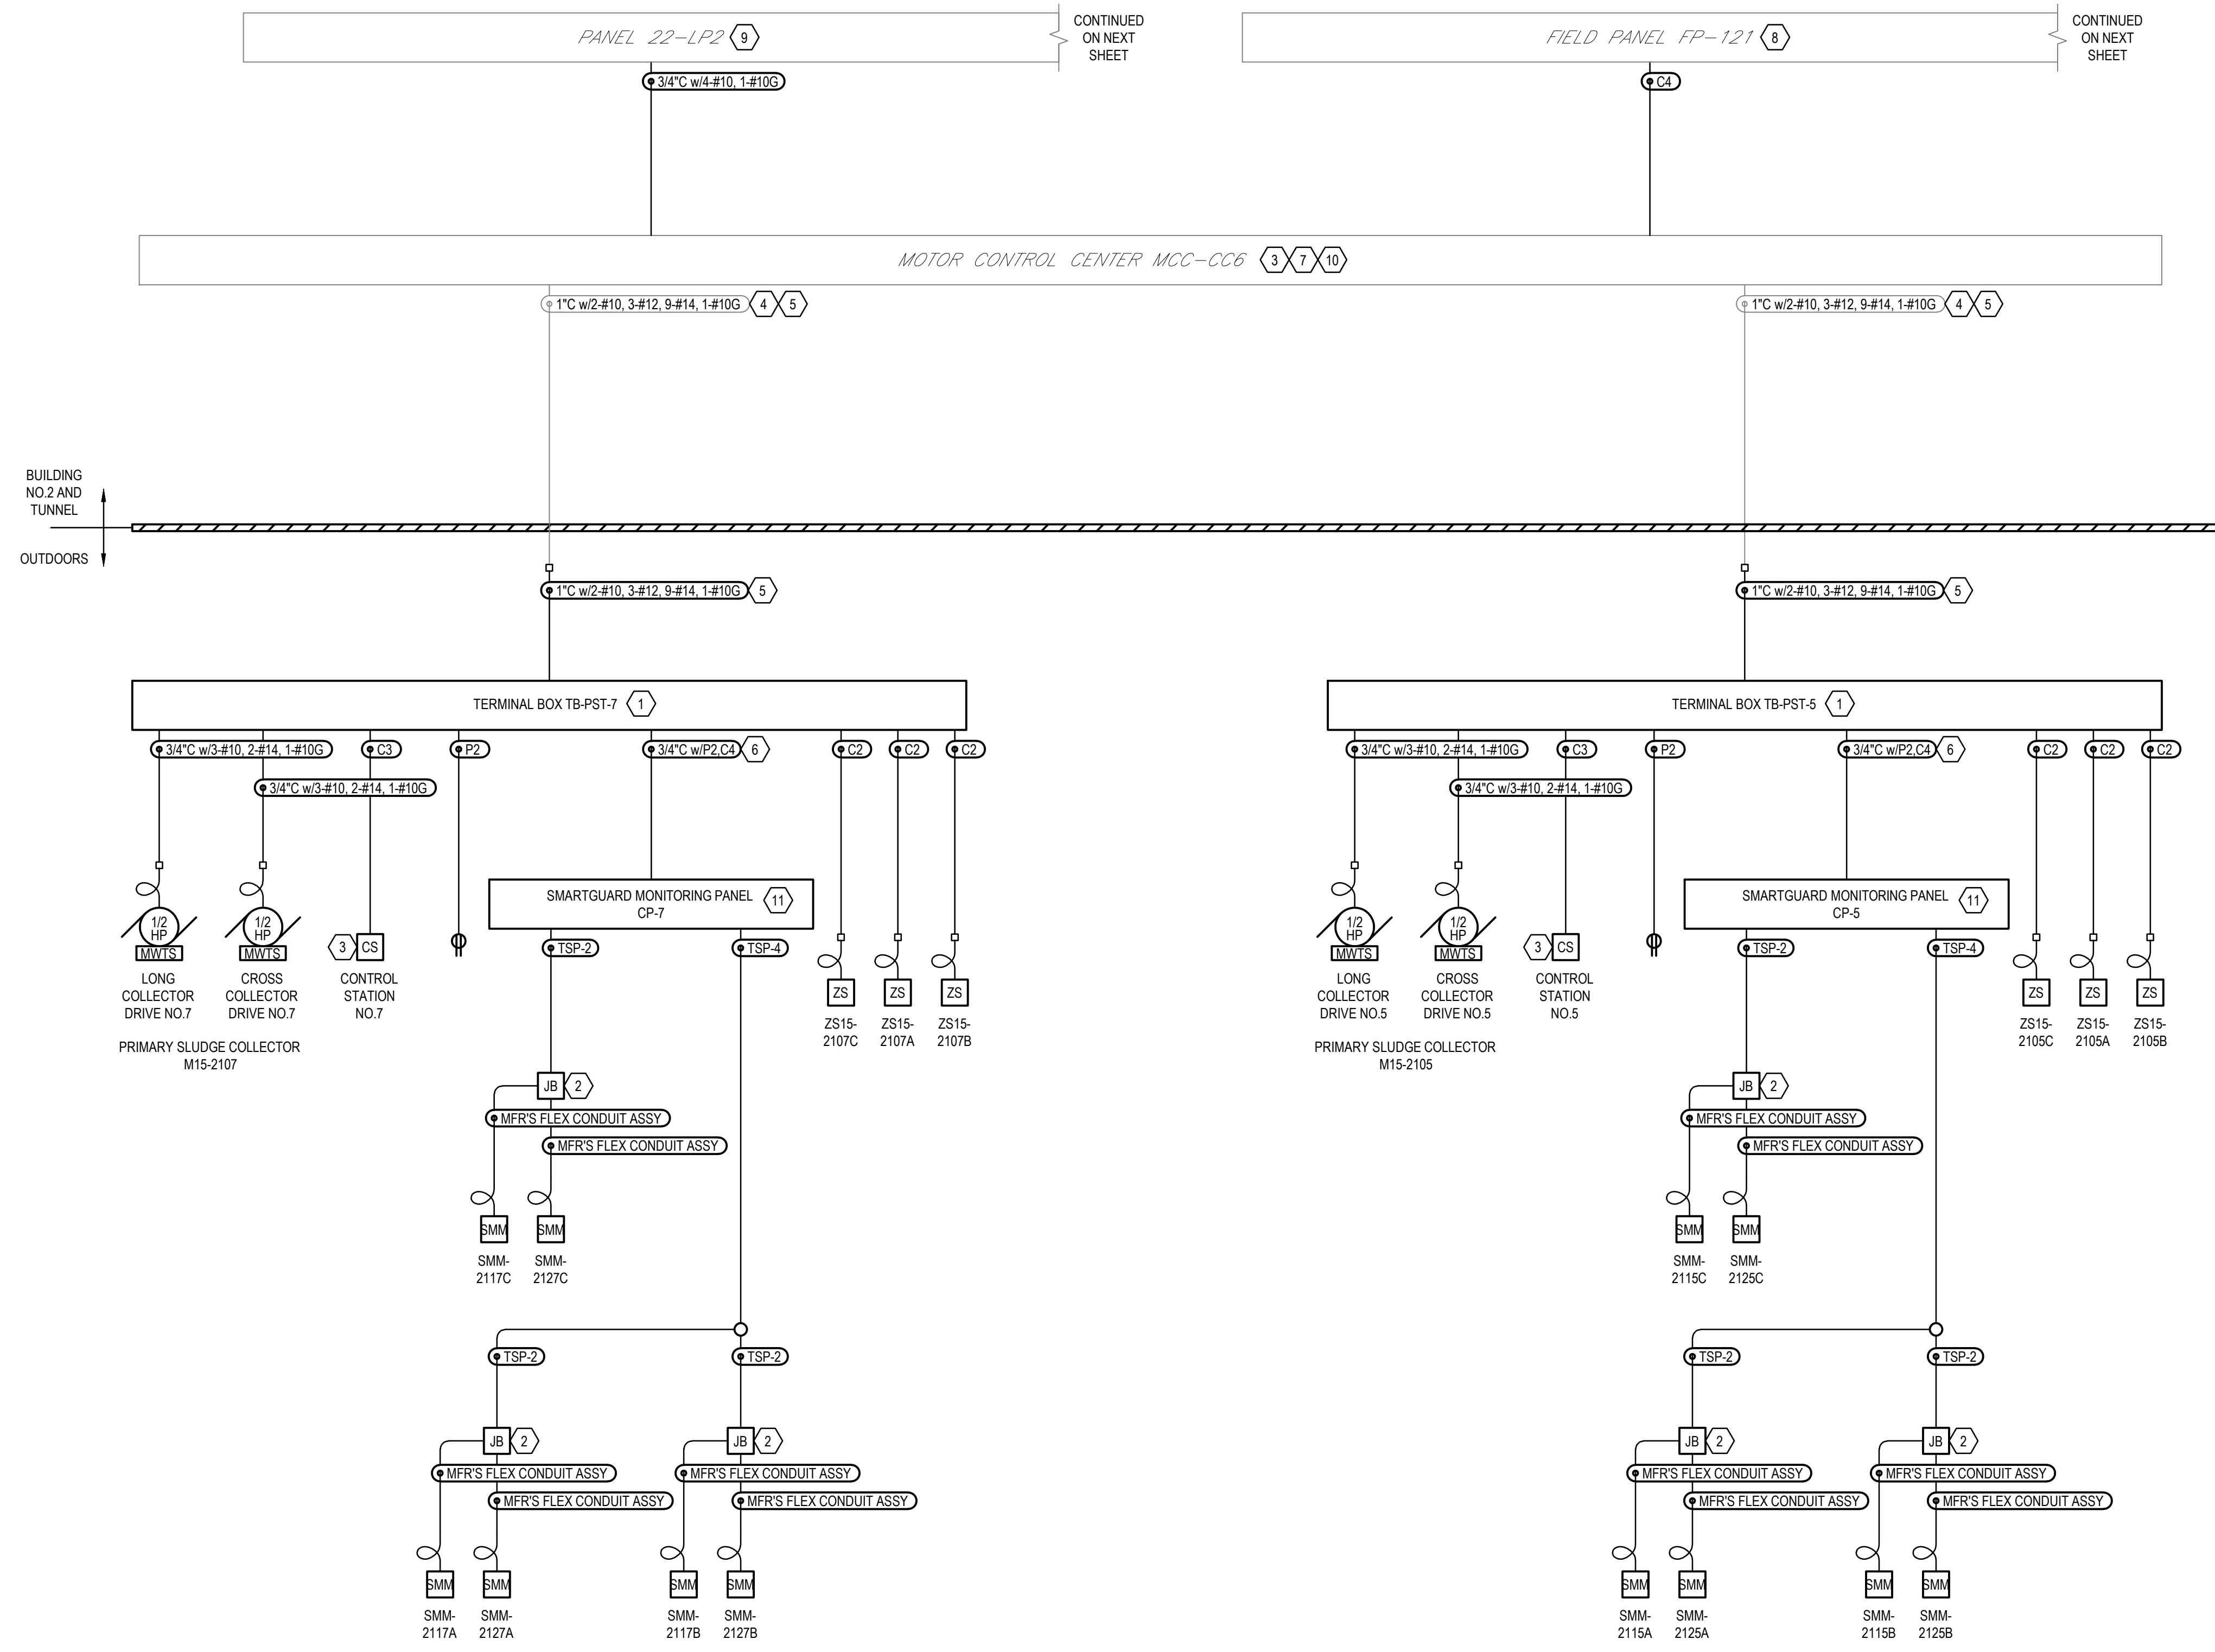 PANEL 22-LP2 9
CONTINUED
ON NEXT
SHEET
FIELD PANEL FP-121 8
CONTINUED
ON NEXT
SHEET
3/4"C w/4-#10, 1-#10G
C4
MOTOR CONTROL CENTER MCC-CC6 3 7 10
1"C w/2-#10, 3-#12, 9-#14, 1-#10G 4 5
1"C w/2-#10, 3-#12, 9-#14, 1-#10G 4 5
BUILDING
NO.2 AND
TUNNEL
OUTDOORS
1"C w/2-#10, 3-#12, 9-#14, 1-#10G 5
1"C w/2-#10, 3-#12, 9-#14, 1-#10G 5
TERMINAL BOX TB-PST-7 1
3/4"C w/3-#10, 2-#14, 1-#10G
C3
P2
3/4"C w/P2,C4 6
C2
C2
C2
3/4"C w/3-#10, 2-#14, 1-#10G
SMARTGUARD MONITORING PANEL
CP-7
11
1/2
HP
MWTS
1/2
HP
MWTS
3 CS
TSP-2
TSP-4
LONG
COLLECTOR
DRIVE NO.7
CROSS
COLLECTOR
DRIVE NO.7
CONTROL
STATION
NO.7
ZS
ZS
ZS
ZS15-
2107C
ZS15-
2107A
ZS15-
2107B
PRIMARY SLUDGE COLLECTOR
M15-2107
JB 2
MFR'S FLEX CONDUIT ASSY
MFR'S FLEX CONDUIT ASSY
SMM
SMM
SMM-
2117C
SMM-
2127C
TSP-2
TSP-2
JB 2
JB 2
MFR'S FLEX CONDUIT ASSY
MFR'S FLEX CONDUIT ASSY
MFR'S FLEX CONDUIT ASSY
MFR'S FLEX CONDUIT ASSY
SMM
SMM
SMM
SMM
SMM-
2117A
SMM-
2127A
SMM-
2117B
SMM-
2127B
TERMINAL BOX TB-PST-5 1
3/4"C w/3-#10, 2-#14, 1-#10G
C3
P2
3/4"C w/P2,C4 6
C2
C2
C2
3/4"C w/3-#10, 2-#14, 1-#10G
SMARTGUARD MONITORING PANEL
CP-5
11
1/2
HP
MWTS
1/2
HP
MWTS
3 CS
TSP-2
TSP-4
LONG
COLLECTOR
DRIVE NO.5
CROSS
COLLECTOR
DRIVE NO.5
CONTROL
STATION
NO.5
ZS
ZS
ZS
ZS15-
2105C
ZS15-
2105A
ZS15-
2105B
PRIMARY SLUDGE COLLECTOR
M15-2105
JB 2
MFR'S FLEX CONDUIT ASSY
MFR'S FLEX CONDUIT ASSY
SMM
SMM
SMM-
2115C
SMM-
2125C
TSP-2
TSP-2
JB 2
JB 2
MFR'S FLEX CONDUIT ASSY
MFR'S FLEX CONDUIT ASSY
MFR'S FLEX CONDUIT ASSY
MFR'S FLEX CONDUIT ASSY
SMM
SMM
SMM
SMM
SMM-
2115A
SMM-
2125A
SMM-
2115B
SMM-
2125B